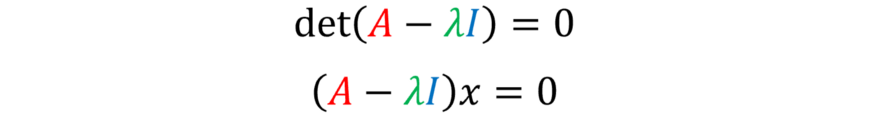 det(A − λI) = 0
(A − λI)x = 0